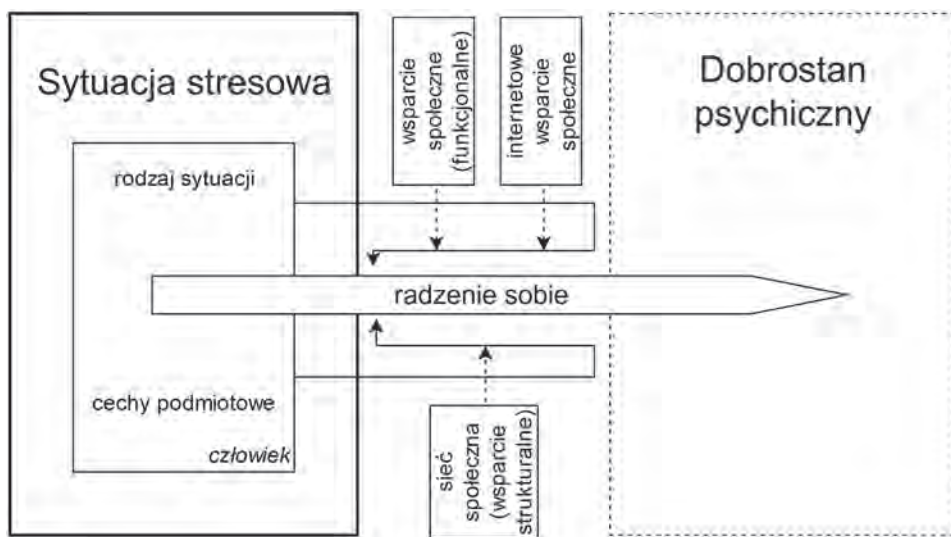 Sytuacja stresowa
rodzaj sytuacji
cechy podmiotowe
człowiek
wsparcie
społeczne
(funkcjonalne)
internetowe
wsparcie
społeczne
radzenie sobie
sieć
społeczna
(wsparcie
strukturalne)
Dobrostan
psychiczny